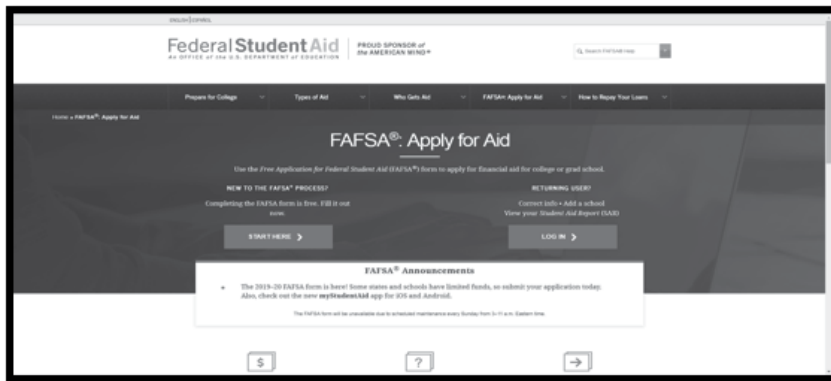 ENGLISH | ESPAÑOL
Federal Student Aid
An OFFICE of the U.S. DEPARTMENT of EDUCATION
PROUD SPONSOR of
the AMERICAN MIND®
Search FAFSA® Help
Prepare for College
Types of Aid
Who Gets Aid
FAFSA®: Apply for Aid
How to Repay Your Loans
Home » FAFSA®: Apply for Aid
FAFSA®: Apply for Aid
Use the Free Application for Federal Student Aid (FAFSA®) form to apply for financial aid for college or grad school.
NEW TO THE FAFSA® PROCESS?
Completing the FAFSA form is free. Fill it out
now.
START HERE ❯
RETURNING USER?
Correct info • Add a school
View your Student Aid Report (SAR)
LOG IN ❯
FAFSA® Announcements
• The 2019–20 FAFSA form is here! Some states and schools have limited funds, so submit your application today.
Also, check out the new myStudentAid app for iOS and Android.
The FAFSA form will be unavailable due to scheduled maintenance every Sunday from 3–11 a.m. Eastern time.
$
?